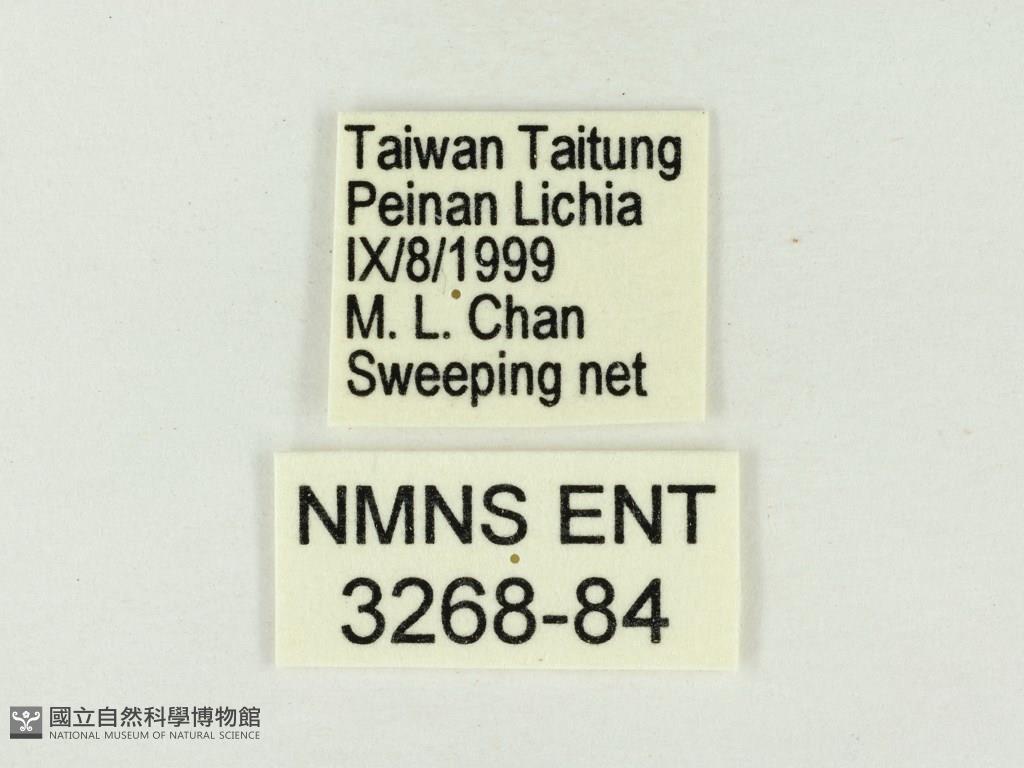 Taiwan Taitung
Peinan Lichia
IX/8/1999
M. L. Chan
Sweeping net
NMNS ENT
3268-84
國立自然科學博物館
NATIONAL MUSEUM OF NATURAL SCIENCE